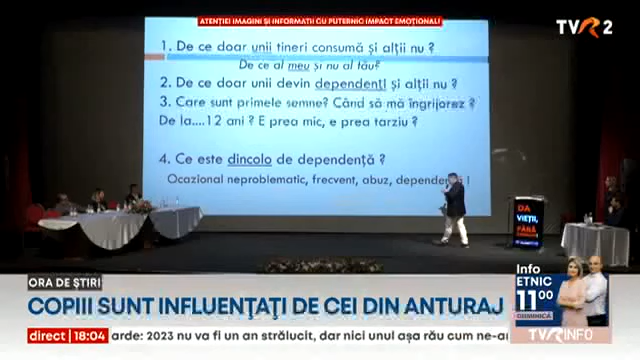 ATENȚIE! IMAGINI ȘI INFORMAȚII CU PUTERNIC IMPACT EMOȚIONAL!
TVR2
1. De ce doar unii tineri consumă și alții nu ?
De ce al meu și nu al tău?
2. De ce doar unii devin dependenți și alții nu ?
3. Care sunt primele semne? Când să mă îngrijorez ?
De la....12 ani ? E prea mic, e prea tarziu ?
4. Ce este dincolo de dependență ?
Ocazional neproblematic, frecvent, abuz, dependență !
DA
VIEȚII,
FĂRĂ
ORA DE ȘTIRI
COPIII SUNT INFLUENȚAȚI DE CEI DIN ANTURAJ
Info
ETNIC
11 00
DUMINICĂ
direct | 18:04 arde: 2023 nu va fi un an strălucit, dar nici unul așa rău cum ne-a
TVR INFO